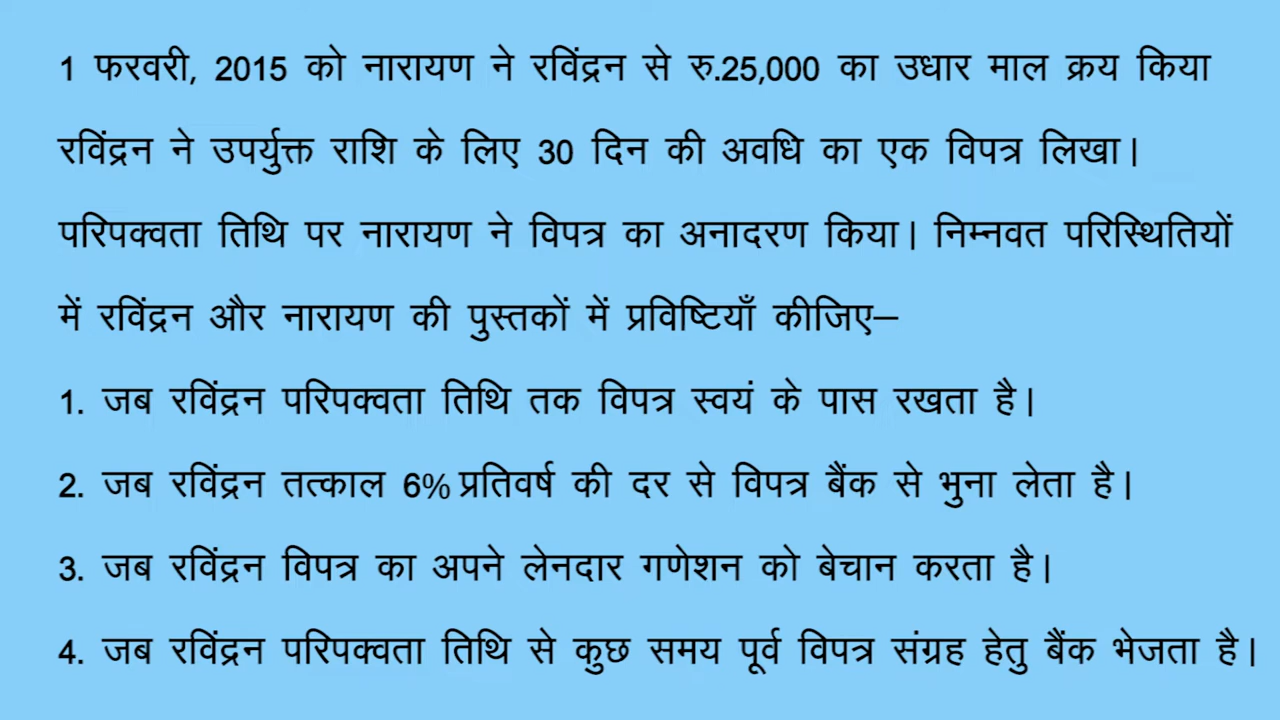 1 फरवरी, 2015 को नारायण ने रविंद्रन से रु.25,000 का उधार माल क्रय किया
रविंद्रन ने उपर्युक्त राशि के लिए 30 दिन की अवधि का एक विपत्र लिखा।
परिपक्वता तिथि पर नारायण ने विपत्र का अनादरण किया। निम्नवत परिस्थितियों
में रविंद्रन और नारायण की पुस्तकों में प्रविष्टियाँ कीजिए–
1. जब रविंद्रन परिपक्वता तिथि तक विपत्र स्वयं के पास रखता है।
2. जब रविंद्रन तत्काल 6% प्रतिवर्ष की दर से विपत्र बैंक से भुना लेता है।
3. जब रविंद्रन विपत्र का अपने लेनदार गणेशन को बेचान करता है।
4. जब रविंद्रन परिपक्वता तिथि से कुछ समय पूर्व विपत्र संग्रह हेतु बैंक भेजता है।